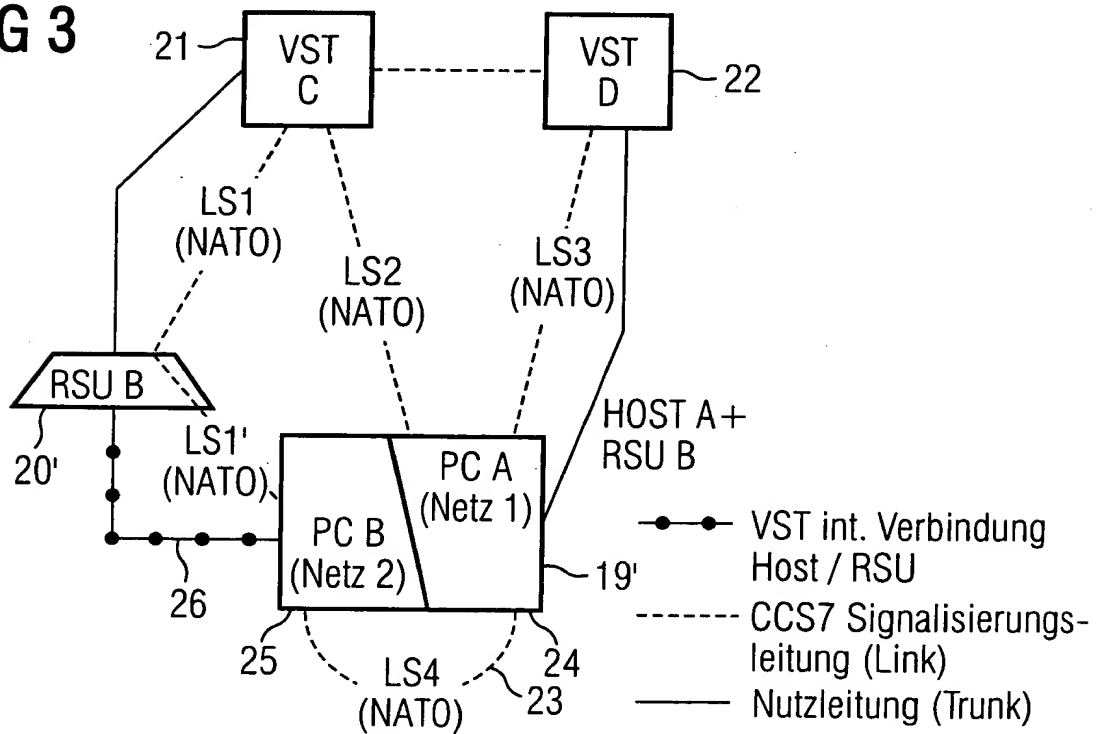 G 3
21
VST
C
VST
D
22
LS1
(NATO)
LS2
(NATO)
LS3
(NATO)
RSU B
20'
LS1'
(NATO)
HOST A+
RSU B
PC A
(Netz 1)
PC B
(Netz 2)
26
19'
25
24
LS4
(NATO)
23
VST int. Verbindung
Host / RSU
CCS7 Signalisierungs-
leitung (Link)
Nutzleitung (Trunk)